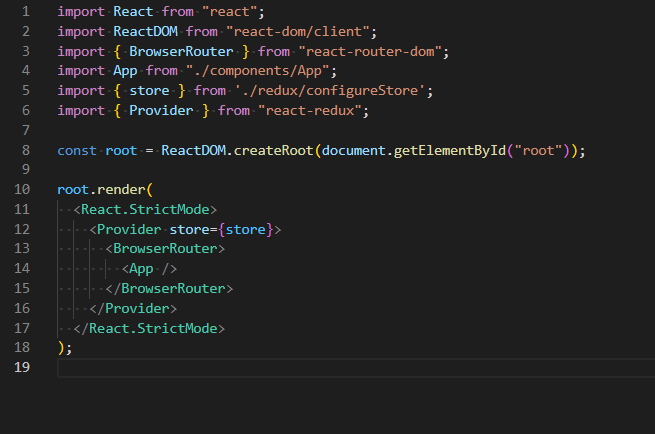 1 import React from "react";
2 import ReactDOM from "react-dom/client";
3 import { BrowserRouter } from "react-router-dom";
4 import App from "./components/App";
5 import { store } from './redux/configureStore';
6 import { Provider } from "react-redux";
7
8 const root = ReactDOM.createRoot(document.getElementById("root"));
9
10 root.render(
11   <React.StrictMode>
12     <Provider store={store}>
13       <BrowserRouter>
14         <App />
15       </BrowserRouter>
16     </Provider>
17   </React.StrictMode>
18 );
19